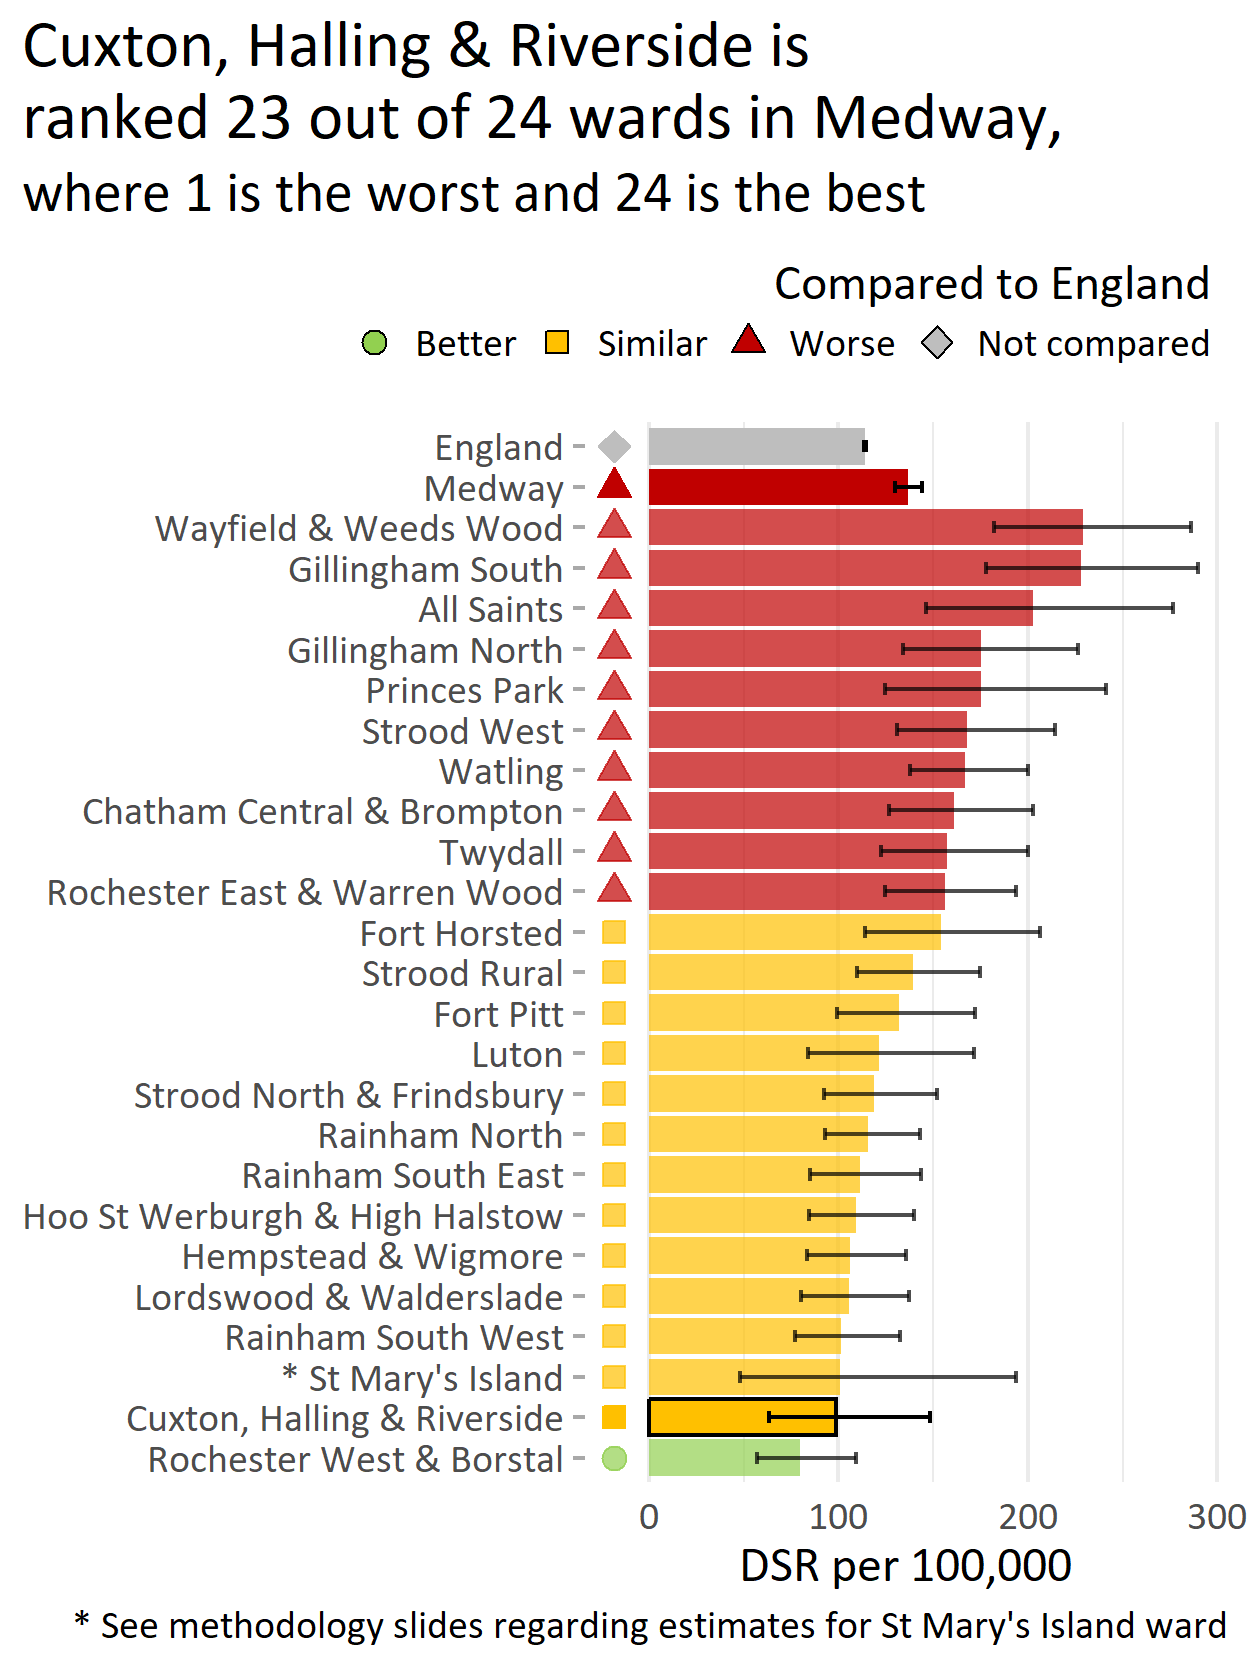 Cuxton, Halling & Riverside is
ranked 23 out of 24 wards in Medway,
where 1 is the worst and 24 is the best
Compared to England
Better Similar Worse Not compared
England
Medway
Wayfield & Weeds Wood
Gillingham South
All Saints
Gillingham North
Princes Park
Strood West
Watling
Chatham Central & Brompton
Twydall
Rochester East & Warren Wood
Fort Horsted
Strood Rural
Fort Pitt
Luton
Strood North & Frindsbury
Rainham North
Rainham South East
Hoo St Werburgh & High Halstow
Hempstead & Wigmore
Lordswood & Walderslade
Rainham South West
* St Mary's Island
Cuxton, Halling & Riverside
Rochester West & Borstal
0 100 200 300
DSR per 100,000
* See methodology slides regarding estimates for St Mary's Island ward